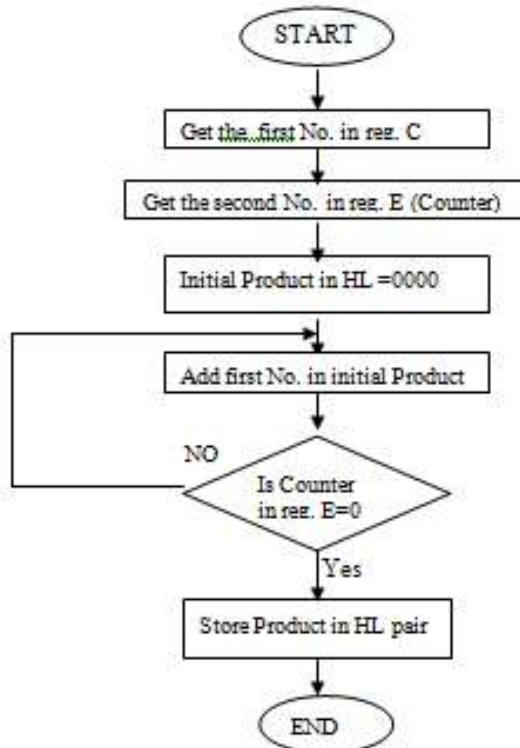 START
Get the first No. in reg. C
Get the second No. in reg. E (Counter)
Initial Product in HL =0000
Add first No. in initial Product
NO
Is Counter
in reg. E=0
Yes
Store Product in HL pair
END